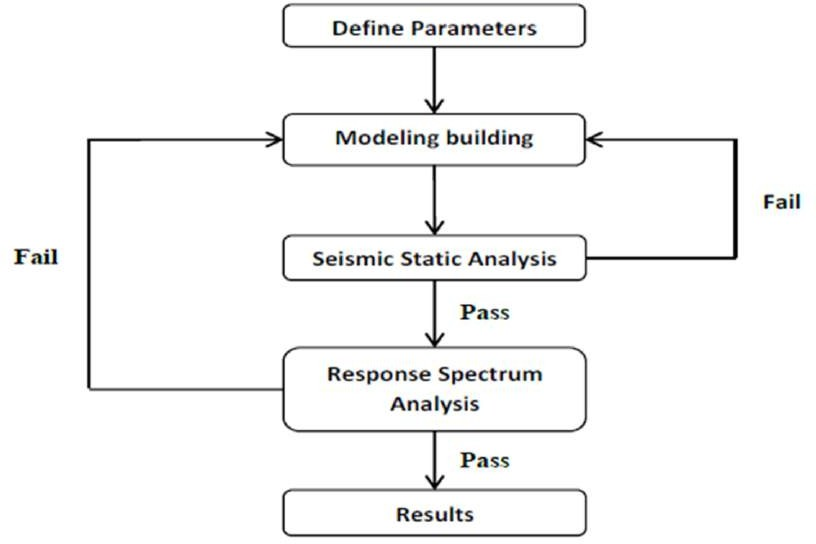 Define Parameters
Modeling building
Fail
Seismic Static Analysis
Fail
Pass
Response Spectrum
Analysis
Pass
Results